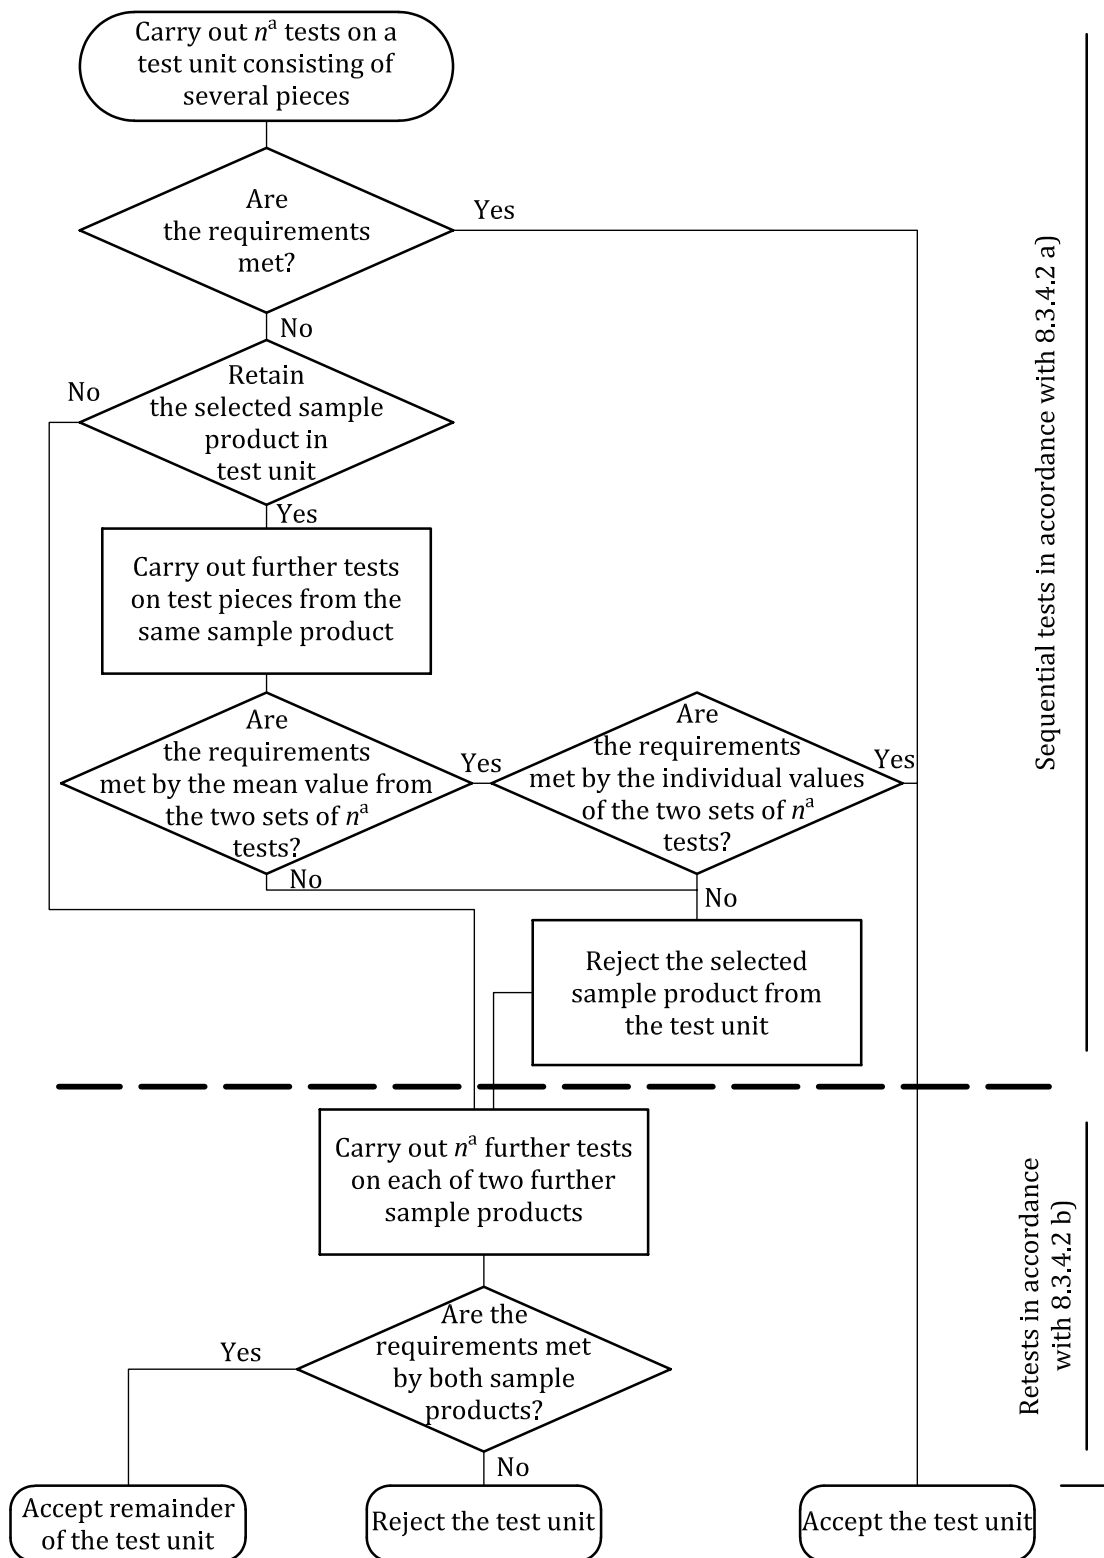 Carry out nᵃ tests on a
test unit consisting of
several pieces
Are
the requirements
met?
Yes
No
Retain
the selected sample
product in
test unit
No
Yes
Carry out further tests
on test pieces from the
same sample product
Are
the requirements
met by the mean value from
the two sets of nᵃ
tests?
Yes
No
Are
the requirements
met by the individual values
of the two sets of nᵃ
tests?
Yes
No
Reject the selected
sample product from
the test unit
Sequential tests in accordance with 8.3.4.2 a)
Carry out nᵃ further tests
on each of two further
sample products
Are the
requirements met
by both sample
products?
Yes
No
Retests in accordance
with 8.3.4.2 b)
Accept remainder
of the test unit
Reject the test unit
Accept the test unit